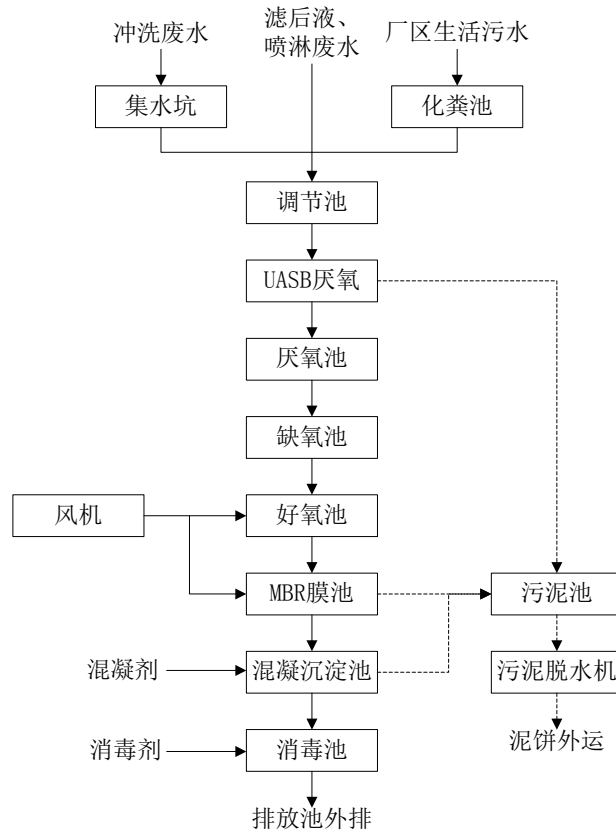 冲洗废水
滤后液、
喷淋废水
厂区生活污水
集水坑
化粪池
调节池
UASB厌氧
厌氧池
缺氧池
风机
好氧池
MBR膜池
污泥池
混凝剂
混凝沉淀池
污泥脱水机
消毒剂
消毒池
泥饼外运
排放池外排